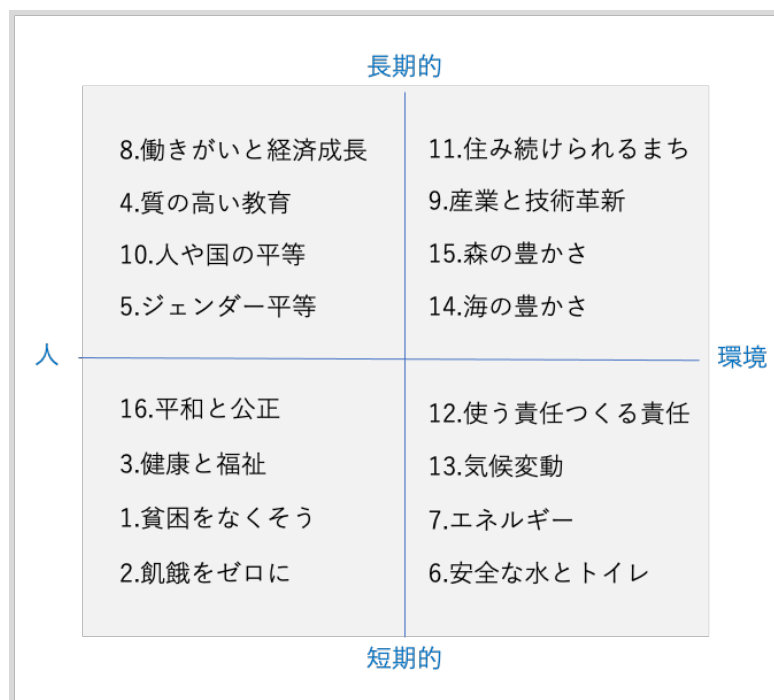 長期的
8.働きがいと経済成長
4.質の高い教育
10.人や国の平等
5.ジェンダー平等
11.住み続けられるまち
9.産業と技術革新
15.森の豊かさ
14.海の豊かさ
人
環境
16.平和と公正
3.健康と福祉
1.貧困をなくそう
2.飢餓をゼロに
12.使う責任つくる責任
13.気候変動
7.エネルギー
6.安全な水とトイレ
短期的